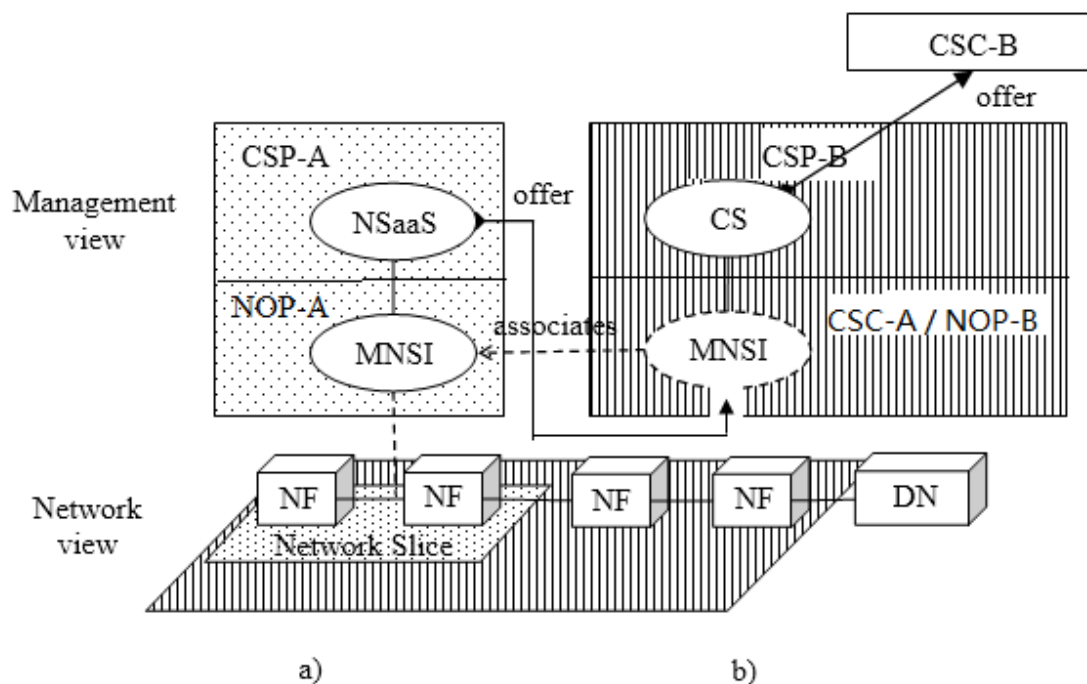 CSC-B
offer
CSP-A
CSP-B
Management
view
offer
NSaaS
CS
NOP-A
CSC-A / NOP-B
associates
MNSI
MNSI
NF
NF
NF
NF
DN
Network
view
Network Slice
a)
b)